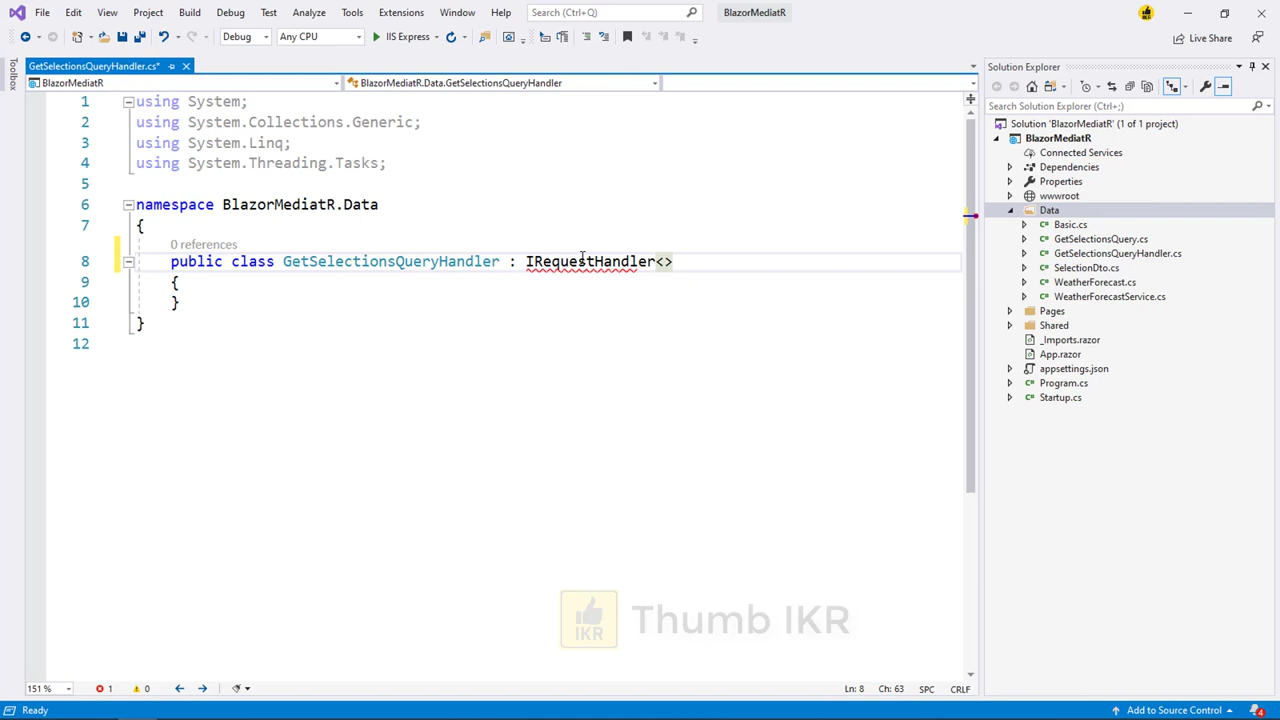 File Edit View Project Build Debug Test Analyze Tools Extensions Window Help Search (Ctrl+Q) BlazorMediatR
Debug Any CPU IIS Express Live Share
Toolbox
GetSelectionsQueryHandler.cs*
BlazorMediatR BlazorMediatR.Data.GetSelectionsQueryHandler
1 using System;
2 using System.Collections.Generic;
3 using System.Linq;
4 using System.Threading.Tasks;
5
6 namespace BlazorMediatR.Data
7 {
0 references
8 public class GetSelectionsQueryHandler : IRequestHandler<>
9 {
10 }
11 }
12
Thumb IKR
IKR
151 % 1 0 Ln: 8 Ch: 63 SPC CRLF
Solution Explorer
Search Solution Explorer (Ctrl+;)
Solution 'BlazorMediatR' (1 of 1 project)
BlazorMediatR
Connected Services
Dependencies
Properties
wwwroot
Data
Basic.cs
GetSelectionsQuery.cs
GetSelectionsQueryHandler.cs
SelectionDto.cs
WeatherForecast.cs
WeatherForecastService.cs
Pages
Shared
_Imports.razor
App.razor
appsettings.json
Program.cs
Startup.cs
Ready Add to Source Control 4